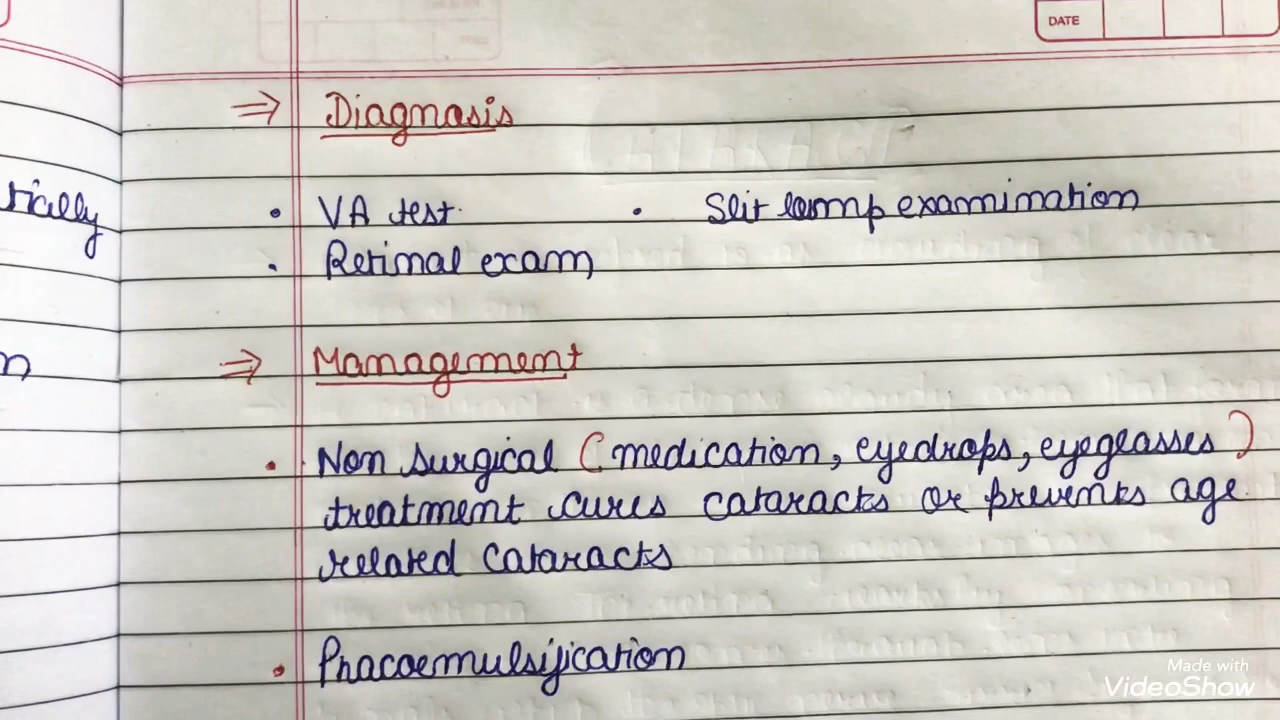 DATE
⇒ Diagnosis
rically
• VA test. • Slit lamp examination
• Retinal exam
n
⇒ Management
• Non surgical ( medication, eyedrops, eyeglasses )
treatment cures cataracts or prevents age
related cataracts
• Phacoemulsification
Made with
VideoShow